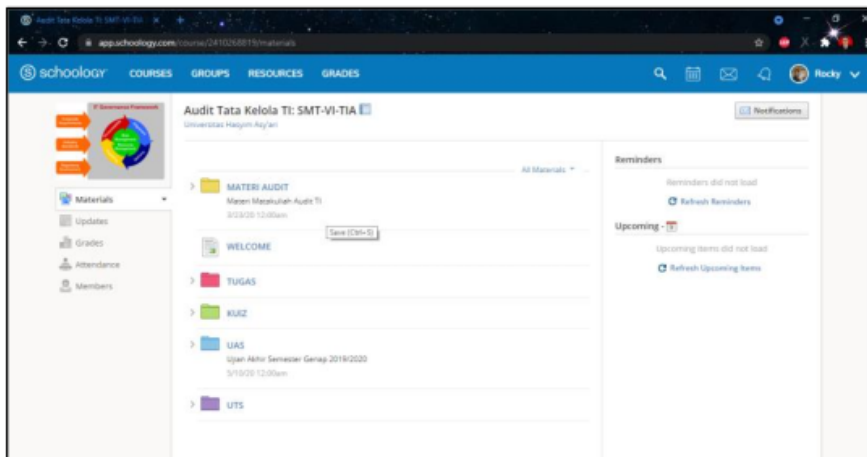 Audit Tata Kelola TI: SMT-VI-TIA
app.schoology.com/course/2410268819/materials
schoology
COURSES
GROUPS
RESOURCES
GRADES
Rocky
IT Governance Framework
Audit Tata Kelola TI: SMT-VI-TIA
Universitas Hasyim Asy'ari
Notifications
Materials
Updates
Grades
Attendance
Members
All Materials
MATERI AUDIT
Materi Matakuliah Audit TI
3/23/20 12:00am
Save (Ctrl+S)
WELCOME
TUGAS
KUIZ
UAS
Ujian Akhir Semester Genap 2019/2020
3/10/20 12:00am
UTS
Reminders
Reminders did not load
Refresh Reminders
Upcoming
Upcoming items did not load
Refresh Upcoming Items